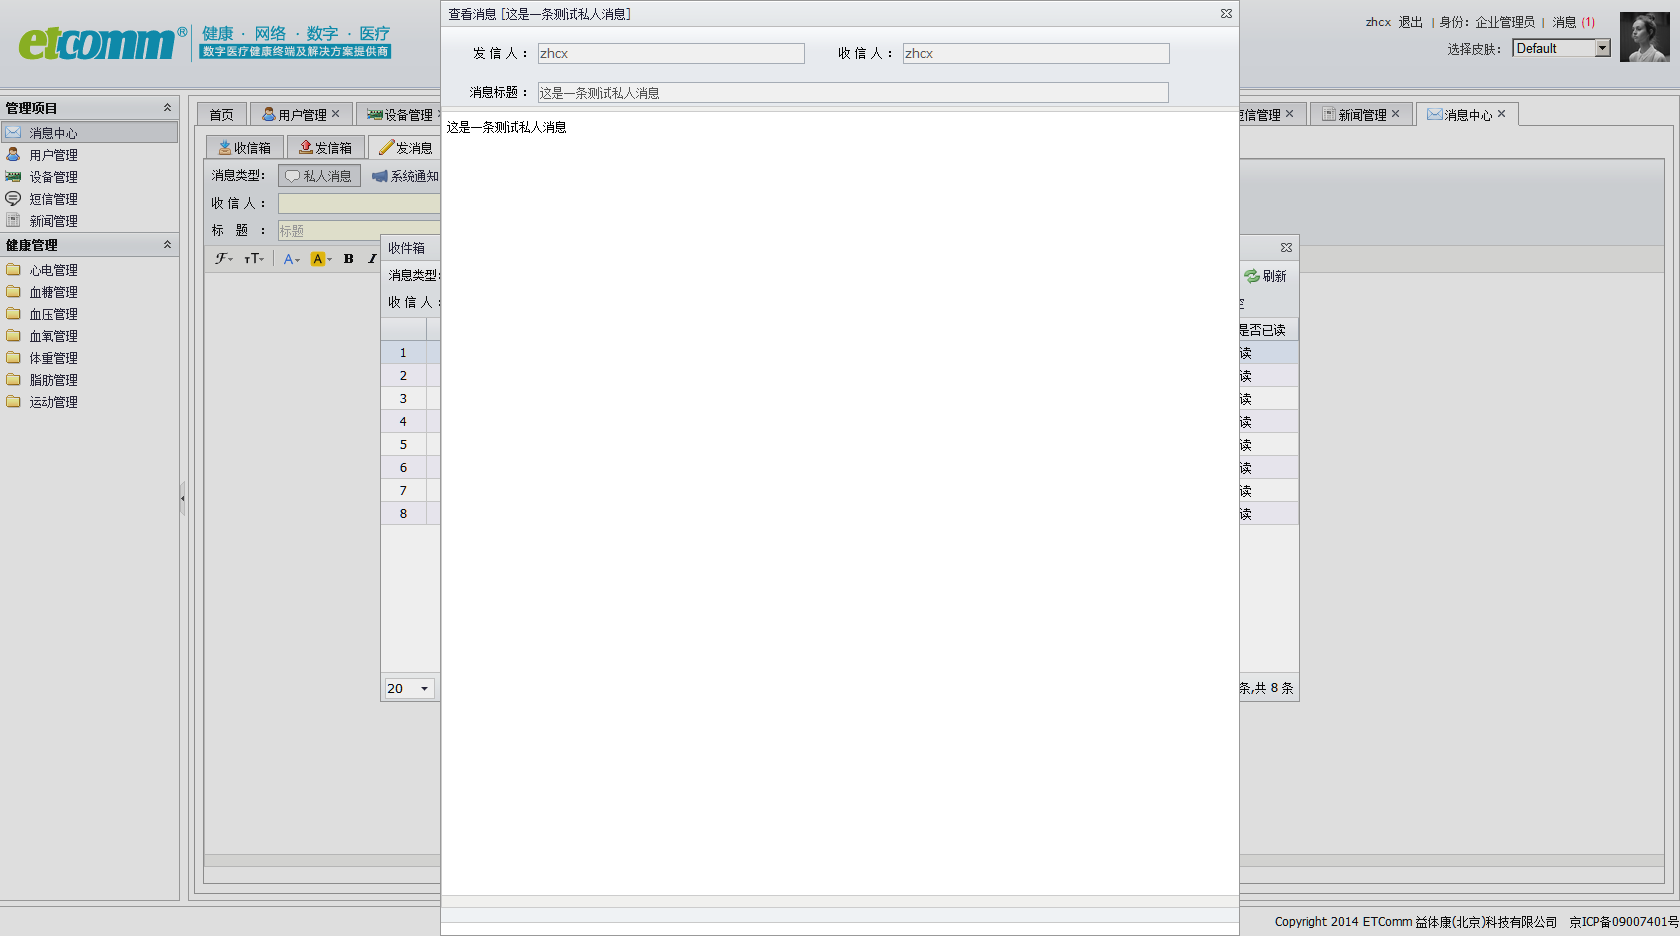 etcomm®
健康 · 网络 · 数字 · 医疗
数字医疗健康终端及解决方案提供商
zhcx 退出 | 身份: 企业管理员 | 消息 (1)
选择皮肤: Default
管理项目
消息中心
用户管理
设备管理
短信管理
新闻管理
健康管理
心电管理
血糖管理
血压管理
血氧管理
体重管理
脂肪管理
运动管理
首页 用户管理 设备管理 短信管理 新闻管理 消息中心
收信箱 发信箱 发消息
消息类型: 私人消息 系统通知
收 信 人 :
标 题 : 标题
A A B I
查看消息 [这是一条测试私人消息]
发 信 人 : zhcx 收 信 人 : zhcx
消息标题 : 这是一条测试私人消息
这是一条测试私人消息
收件箱
消息类型: 刷新
收 信 人 :
是否已读
1 读
2 读
3 读
4 读
5 读
6 读
7 读
8 读
20 条,共 8 条
Copyright 2014 ETComm 益体康(北京)科技有限公司 京ICP备09007401号